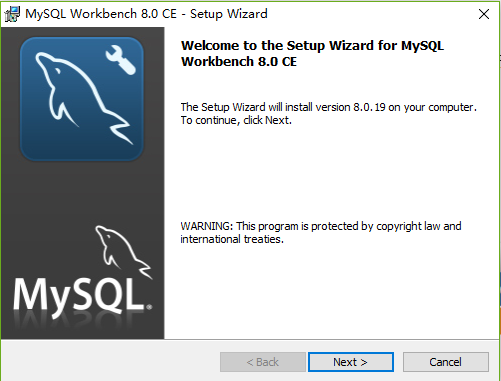 MySQL Workbench 8.0 CE - Setup Wizard
Welcome to the Setup Wizard for MySQL
Workbench 8.0 CE
The Setup Wizard will install version 8.0.19 on your computer.
To continue, click Next.
WARNING: This program is protected by copyright law and
international treaties.
MySQL®
< Back
Next >
Cancel